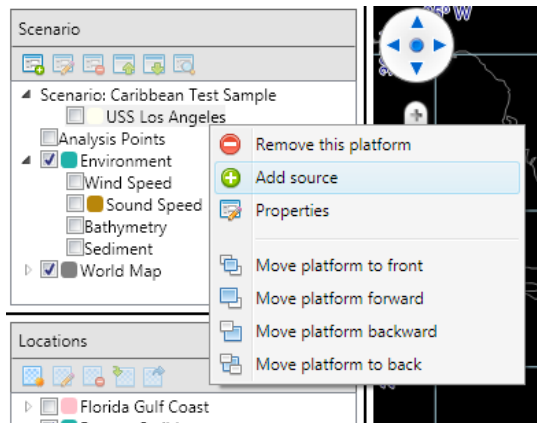 Scenario
Scenario: Caribbean Test Sample
USS Los Angeles
Analysis Points
Environment
Wind Speed
Sound Speed
Bathymetry
Sediment
World Map
Remove this platform
Add source
Properties
Move platform to front
Move platform forward
Move platform backward
Move platform to back
Locations
Florida Gulf Coast